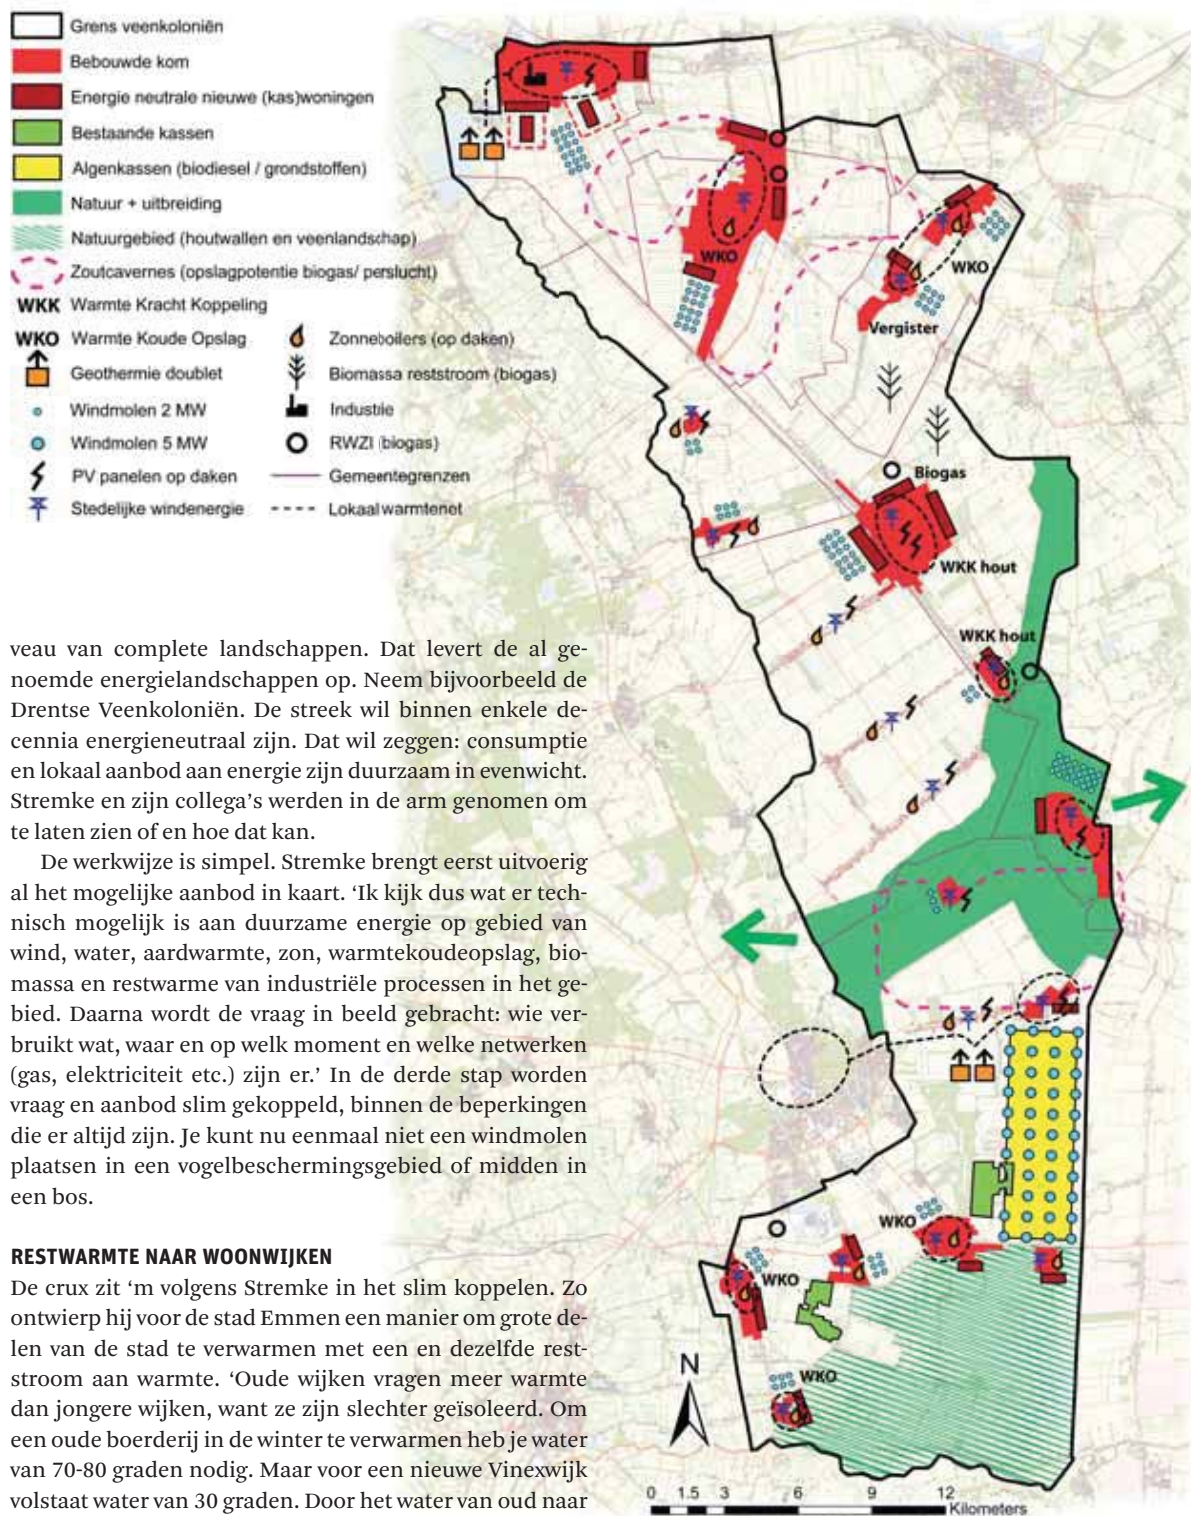 Grens veenkoloniën
Bebouwde kom
Energie neutrale nieuwe (kas)woningen
Bestaande kassen
Algenkassen (biodiesel / grondstoffen)
Natuur + uitbreiding
Natuurgebied (houtwallen en veenlandschap)
Zoutcavernes (opslagpotentie biogas/ perslucht)
WKK Warmte Kracht Koppeling
WKO Warmte Koude Opslag
Geothermie doublet
Windmolen 2 MW
Windmolen 5 MW
PV panelen op daken
Stedelijke windenergie
Zonneboilers (op daken)
Biomassa reststroom (biogas)
Industrie
RWZI (biogas)
Gemeentegrenzen
Lokaal warmtenet
WKO
WKO
Vergister
Biogas
WKK hout
WKK hout
WKO
WKO
WKO
N
0 1.5 3 6 9 12
Kilometers
veau van complete landschappen. Dat levert de al ge-
noemde energielandschappen op. Neem bijvoorbeeld de
Drentse Veenkoloniën. De streek wil binnen enkele de-
cennia energieneutraal zijn. Dat wil zeggen: consumptie
en lokaal aanbod aan energie zijn duurzaam in evenwicht.
Stremke en zijn collega's werden in de arm genomen om
te laten zien of en hoe dat kan.
De werkwijze is simpel. Stremke brengt eerst uitvoerig
al het mogelijke aanbod in kaart. ‘Ik kijk dus wat er tech-
nisch mogelijk is aan duurzame energie op gebied van
wind, water, aardwarmte, zon, warmtekoudeopslag, bio-
massa en restwarme van industriële processen in het ge-
bied. Daarna wordt de vraag in beeld gebracht: wie ver-
bruikt wat, waar en op welk moment en welke netwerken
(gas, elektriciteit etc.) zijn er.’ In de derde stap worden
vraag en aanbod slim gekoppeld, binnen de beperkingen
die er altijd zijn. Je kunt nu eenmaal niet een windmolen
plaatsen in een vogelbeschermingsgebied of midden in
een bos.
RESTWARMTE NAAR WOONWIJKEN
De crux zit ‘m volgens Stremke in het slim koppelen. Zo
ontwierp hij voor de stad Emmen een manier om grote de-
len van de stad te verwarmen met een en dezelfde rest-
stroom aan warmte. ‘Oude wijken vragen meer warmte
dan jongere wijken, want ze zijn slechter geïsoleerd. Om
een oude boerderij in de winter te verwarmen heb je water
van 70-80 graden nodig. Maar voor een nieuwe Vinexwijk
volstaat water van 30 graden. Door het water van oud naar